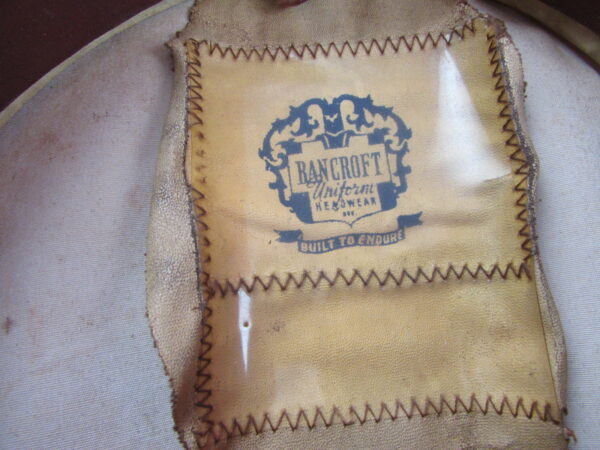 BANCROFT
Uniform
HEADWEAR
BUILT TO ENDURE